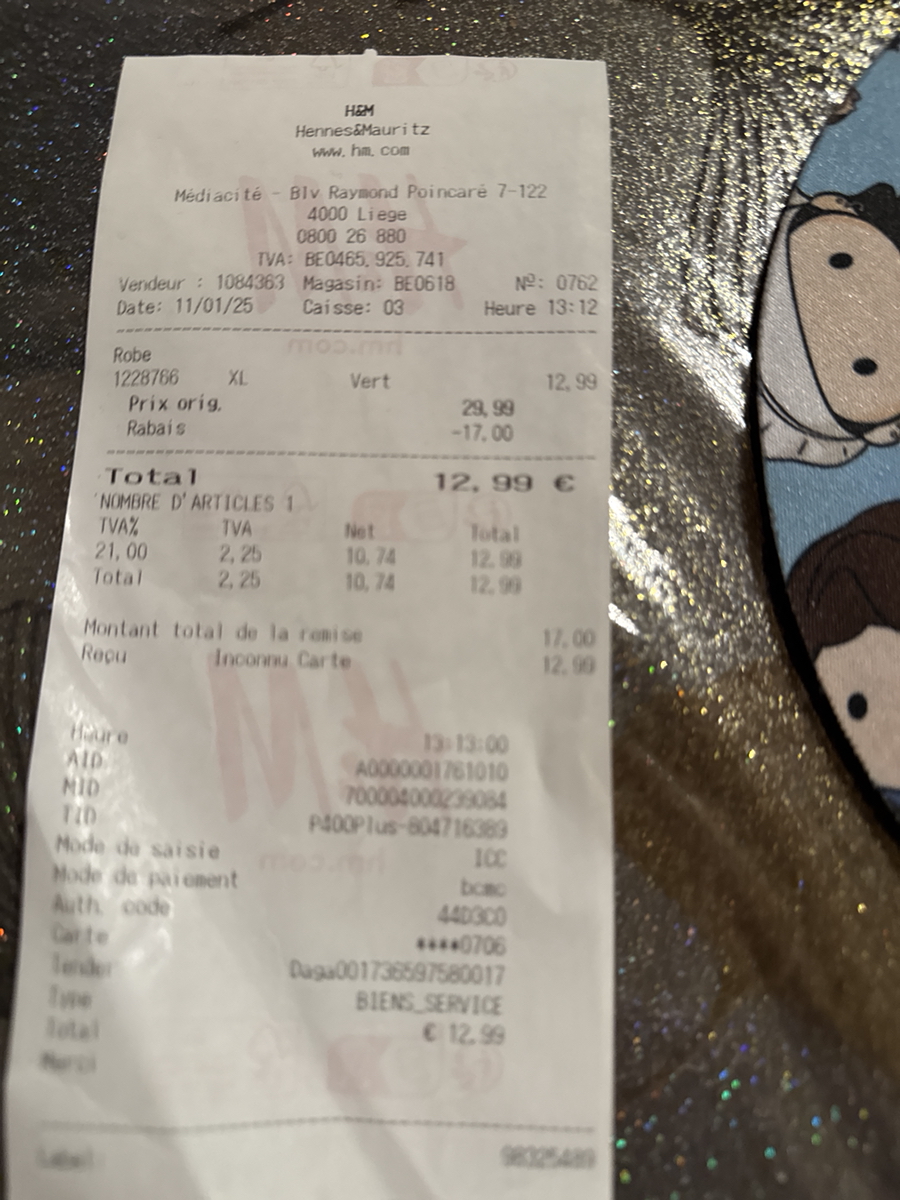 H&M
Hennes&Mauritz
www.hm.com
Médiacité - Blv Raymond Poincaré 7-122
4000 Liege
0800 26 880
TVA: BE0465.925.741
Vendeur : 1084363 Magasin: BE0618 Nº: 0762
Date: 11/01/25 Caisse: 03 Heure 13:12
Robe
1228766 XL Vert 12,99
Prix orig. 29,99
Rabais -17,00
Total 12,99 €
NOMBRE D'ARTICLES 1
TVA% TVA Net Total
21,00 2,25 10,74 12,99
Total 2,25 10,74 12,99
Montant total de la remise 17,00
Reçu Inconnu Carte 12,99
Heure 13:13:00
AID A0000001761010
MID 700004000239084
TID P400Plus-804716389
Mode de saisie ICC
Mode de paiement bcmc
Auth. code 44D3C0
Carte ****0706
Tender Daga001736597580017
Type BIENS_SERVICE
Total € 12.99
Merci
Label: 98325489